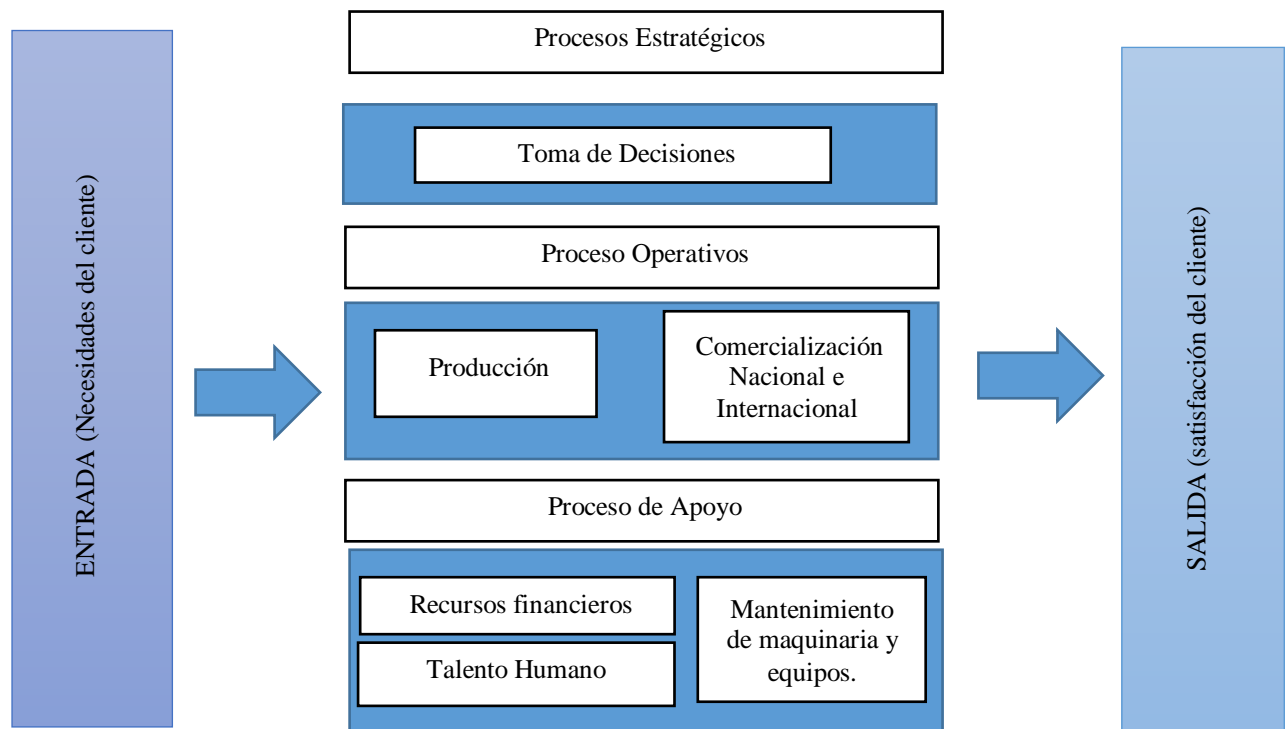 ENTRADA (Necesidades del cliente)
Procesos Estratégicos
Toma de Decisiones
Proceso Operativos
Producción
Comercialización
Nacional e
Internacional
Proceso de Apoyo
Recursos financieros
Talento Humano
Mantenimiento
de maquinaria y
equipos.
SALIDA (satisfacción del cliente)